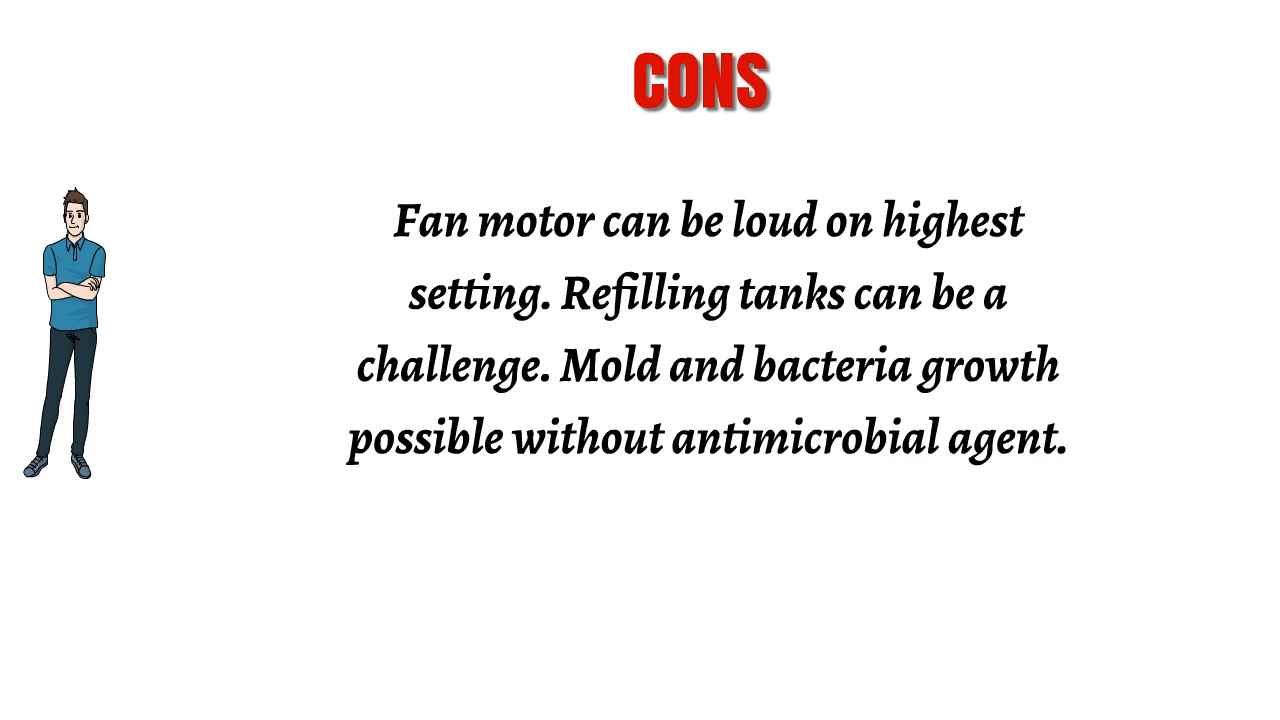 CONS
Fan motor can be loud on highest
setting. Refilling tanks can be a
challenge. Mold and bacteria growth
possible without antimicrobial agent.